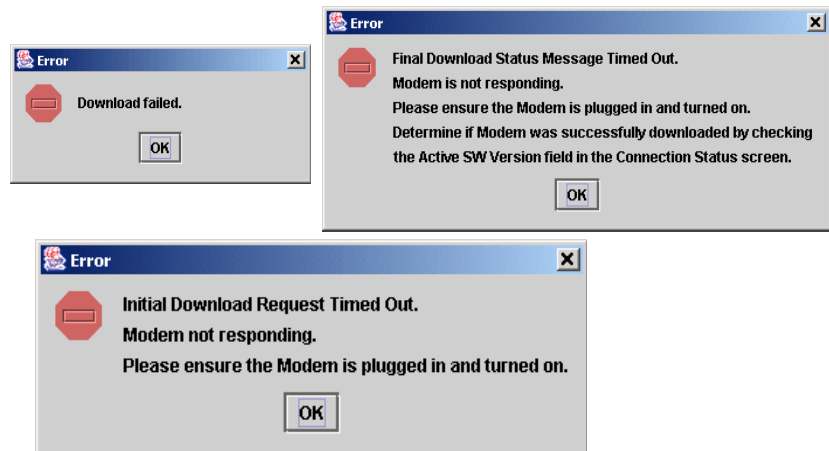 Error
Download failed.
OK
Error
Final Download Status Message Timed Out.
Modem is not responding.
Please ensure the Modem is plugged in and turned on.
Determine if Modem was successfully downloaded by checking
the Active SW Version field in the Connection Status screen.
OK
Error
Initial Download Request Timed Out.
Modem not responding.
Please ensure the Modem is plugged in and turned on.
OK